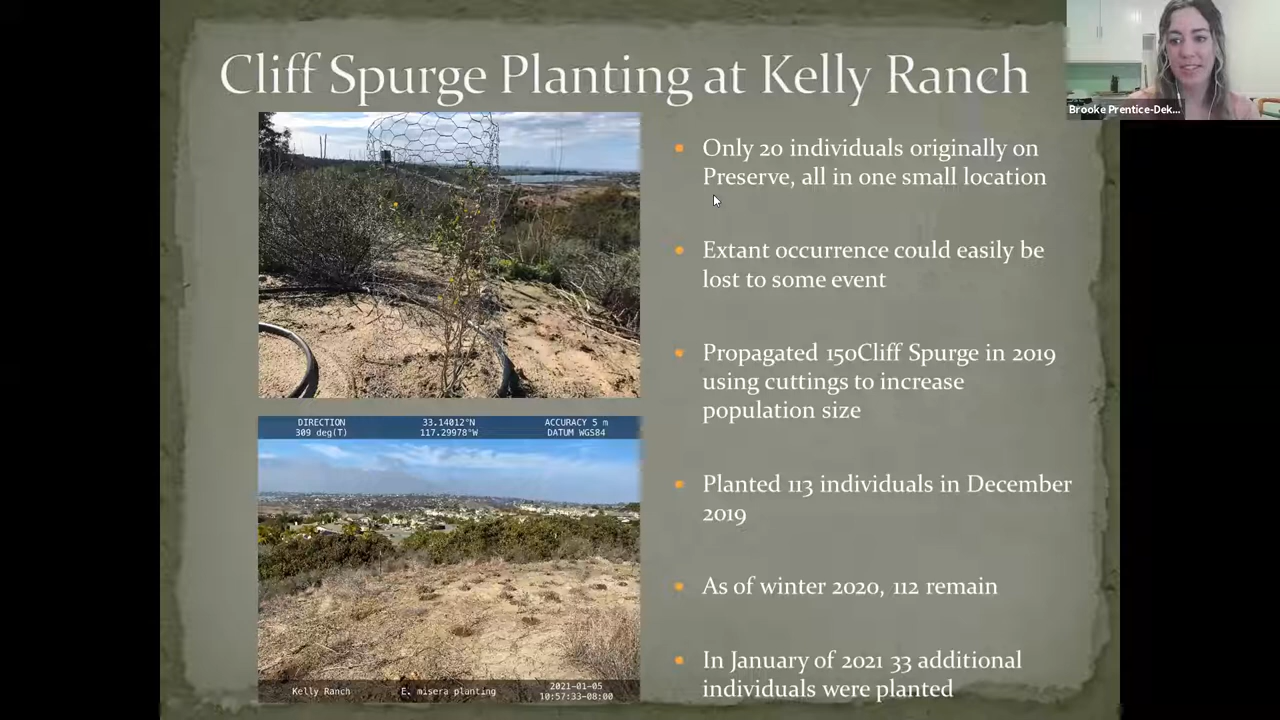 Cliff Spurge Planting at Kelly Ranch
Brooke Prentice-Dek...
Only 20 individuals originally on
Preserve, all in one small location
Extant occurrence could easily be
lost to some event
Propagated 150Cliff Spurge in 2019
using cuttings to increase
population size
Planted 113 individuals in December
2019
As of winter 2020, 112 remain
In January of 2021 33 additional
individuals were planted
DIRECTION 33.14012°N ACCURACY 5 m
309 deg(T) 117.29978°W DATUM WGS84
Kelly Ranch E. misera planting 2021-01-05
10:57:33-08:00